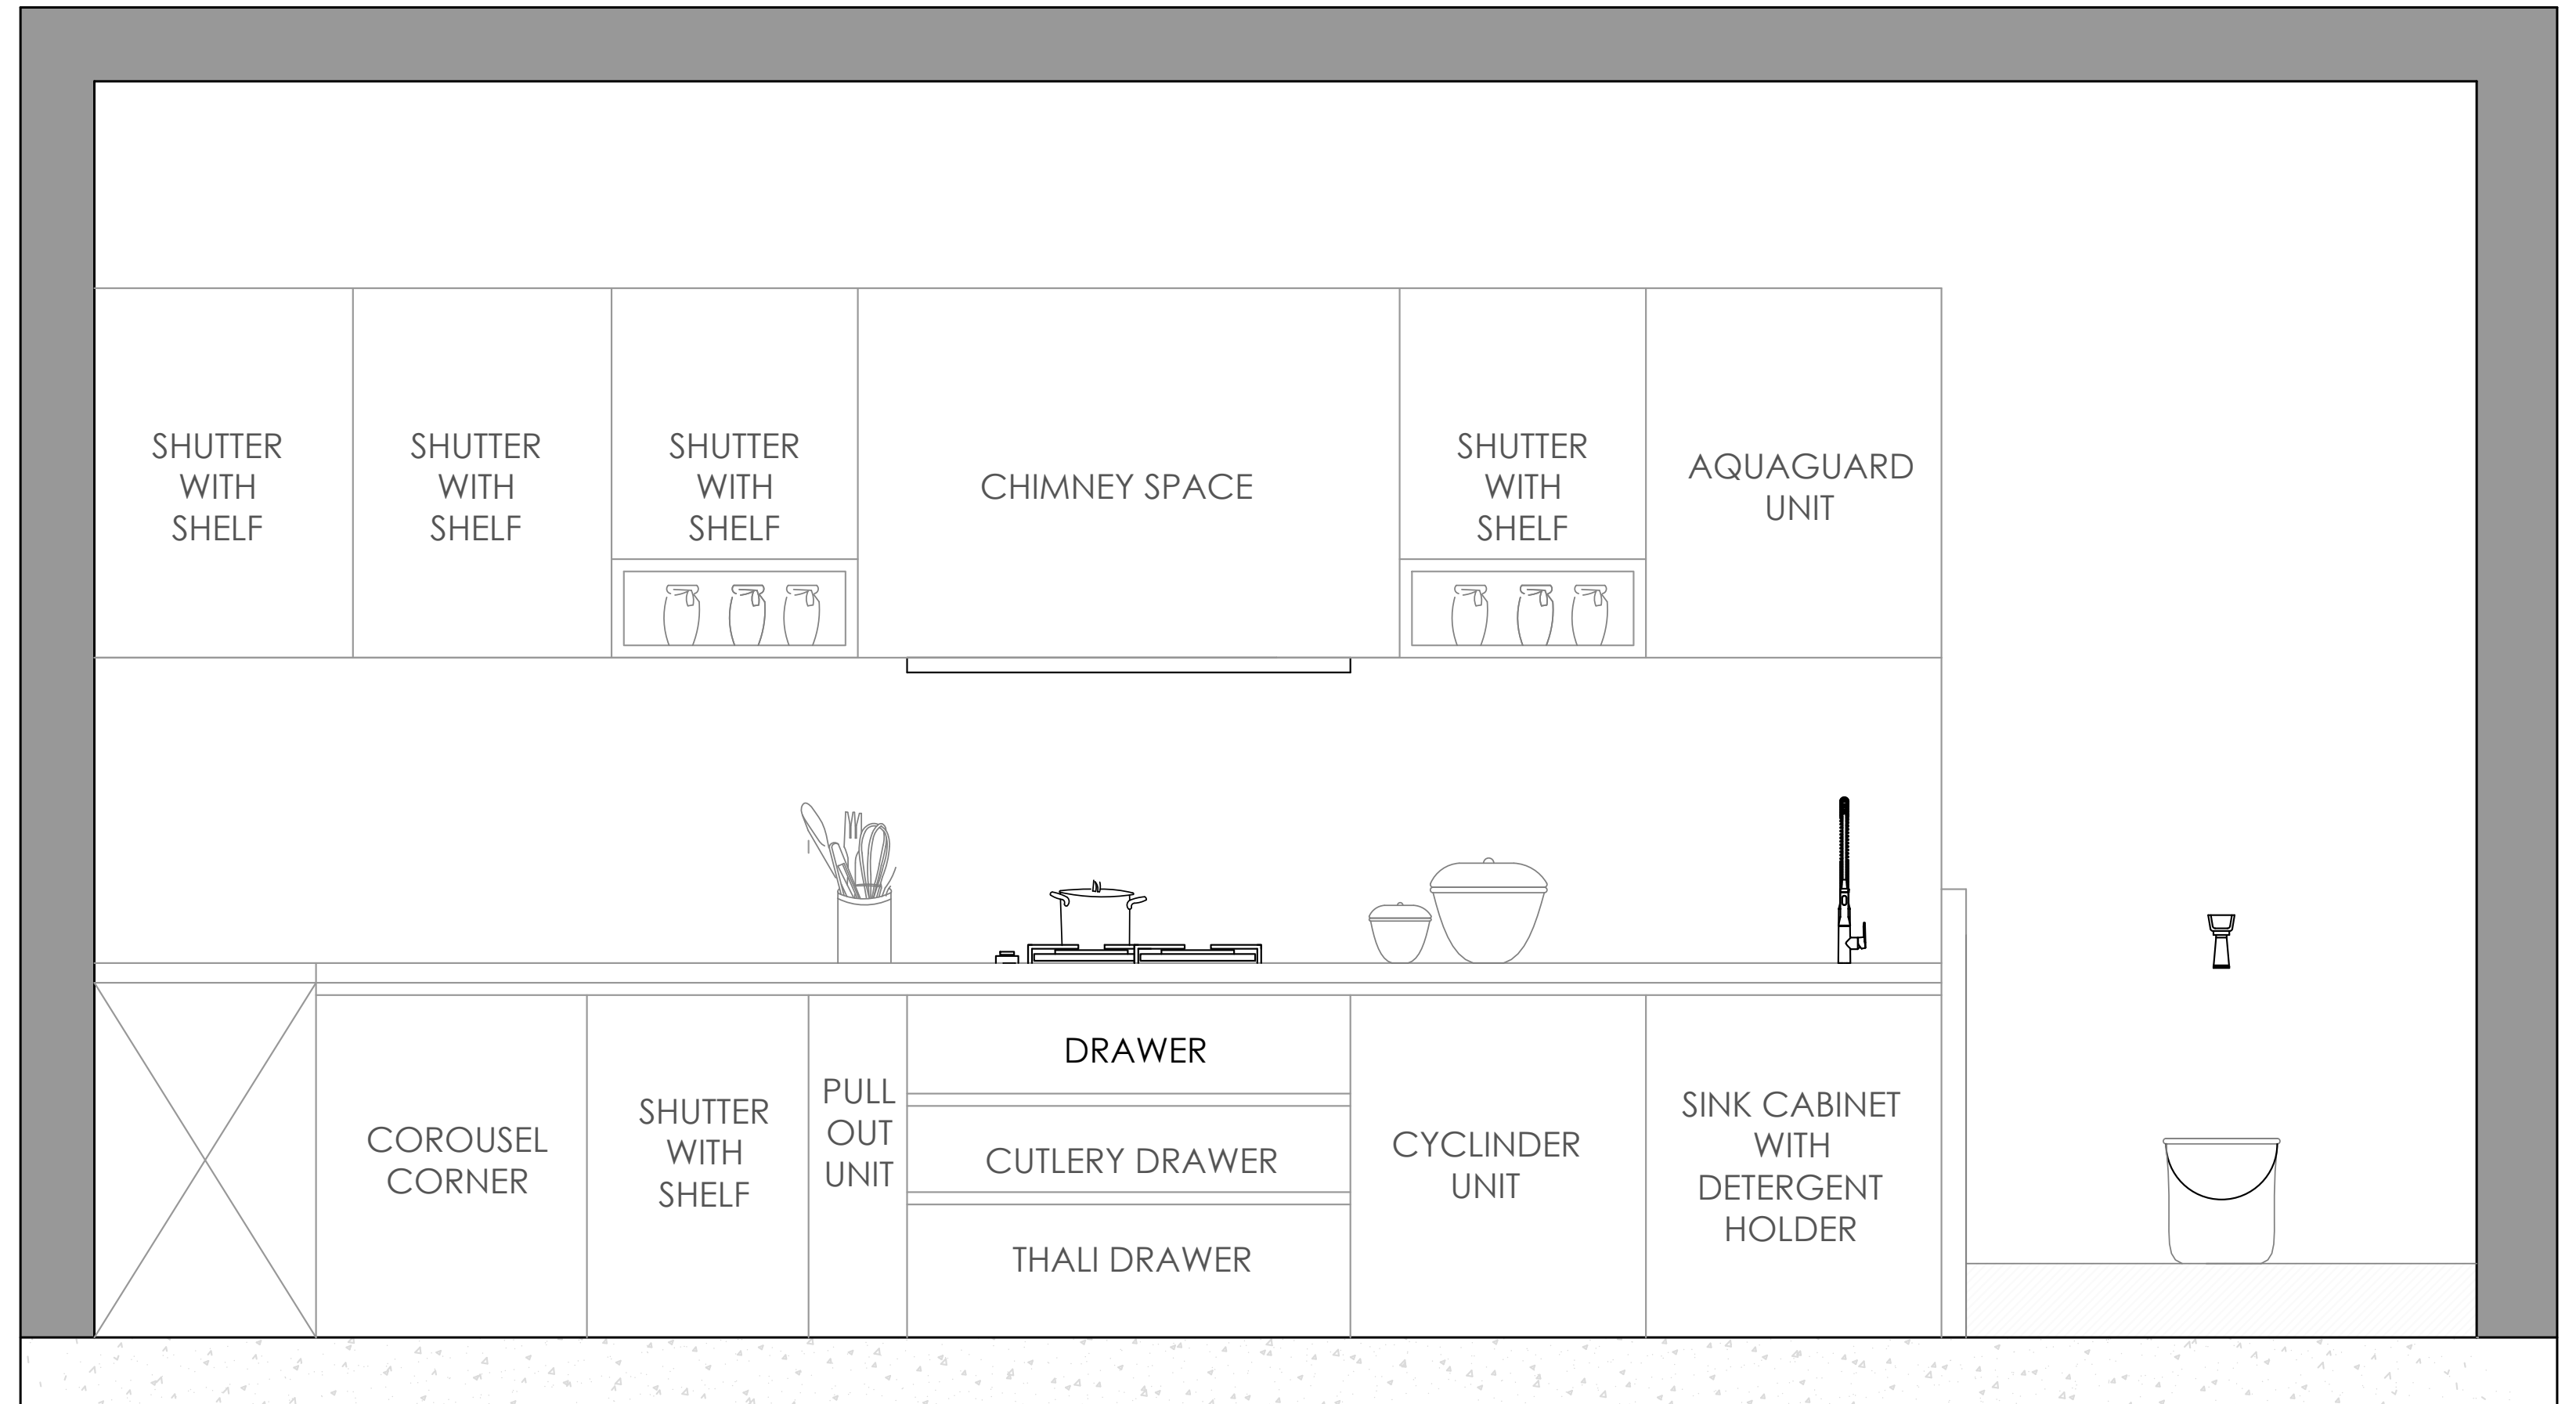 SHUTTER
WITH
SHELF
SHUTTER
WITH
SHELF
SHUTTER
WITH
SHELF
CHIMNEY SPACE
SHUTTER
WITH
SHELF
AQUAGUARD
UNIT
COROUSEL
CORNER
SHUTTER
WITH
SHELF
PULL
OUT
UNIT
DRAWER
CUTLERY DRAWER
THALI DRAWER
CYCLINDER
UNIT
SINK CABINET
WITH
DETERGENT
HOLDER